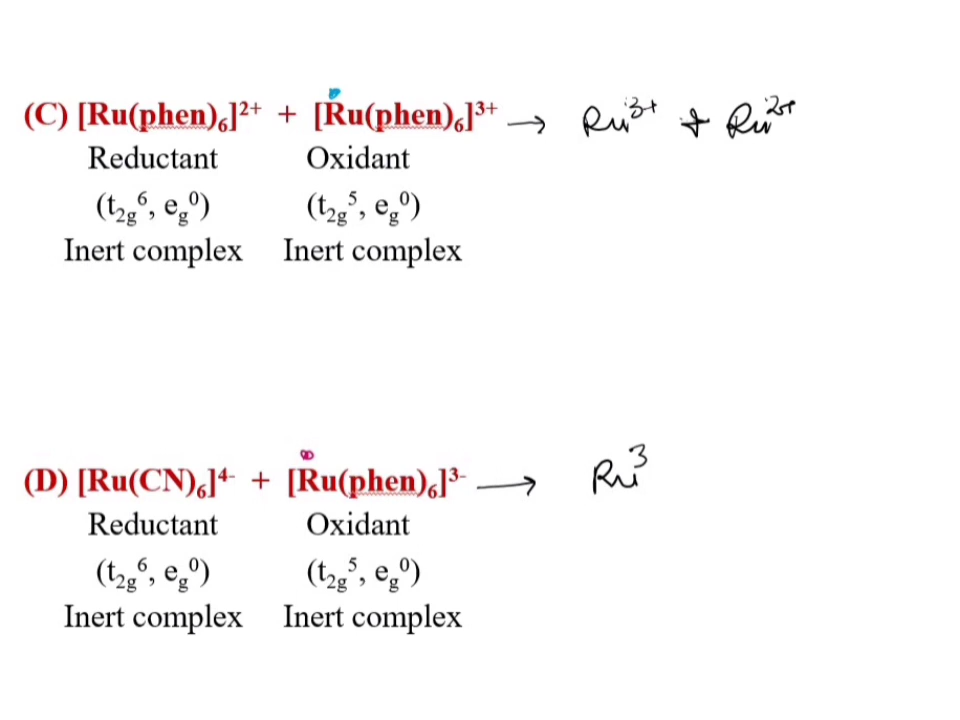 (C) [Ru(phen)₆]²⁺ + [Ru(phen)₆]³⁺ → Ru³⁺ + Ru²⁺
Reductant Oxidant
(t₂g⁶, eg⁰) (t₂g⁵, eg⁰)
Inert complex Inert complex
(D) [Ru(CN)₆]⁴⁻ + [Ru(phen)₆]³⁻ → Ru³
Reductant Oxidant
(t₂g⁶, eg⁰) (t₂g⁵, eg⁰)
Inert complex Inert complex